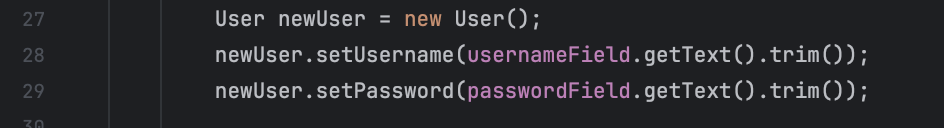 27 User newUser = new User();
28 newUser.setUsername(usernameField.getText().trim());
29 newUser.setPassword(passwordField.getText().trim());
30